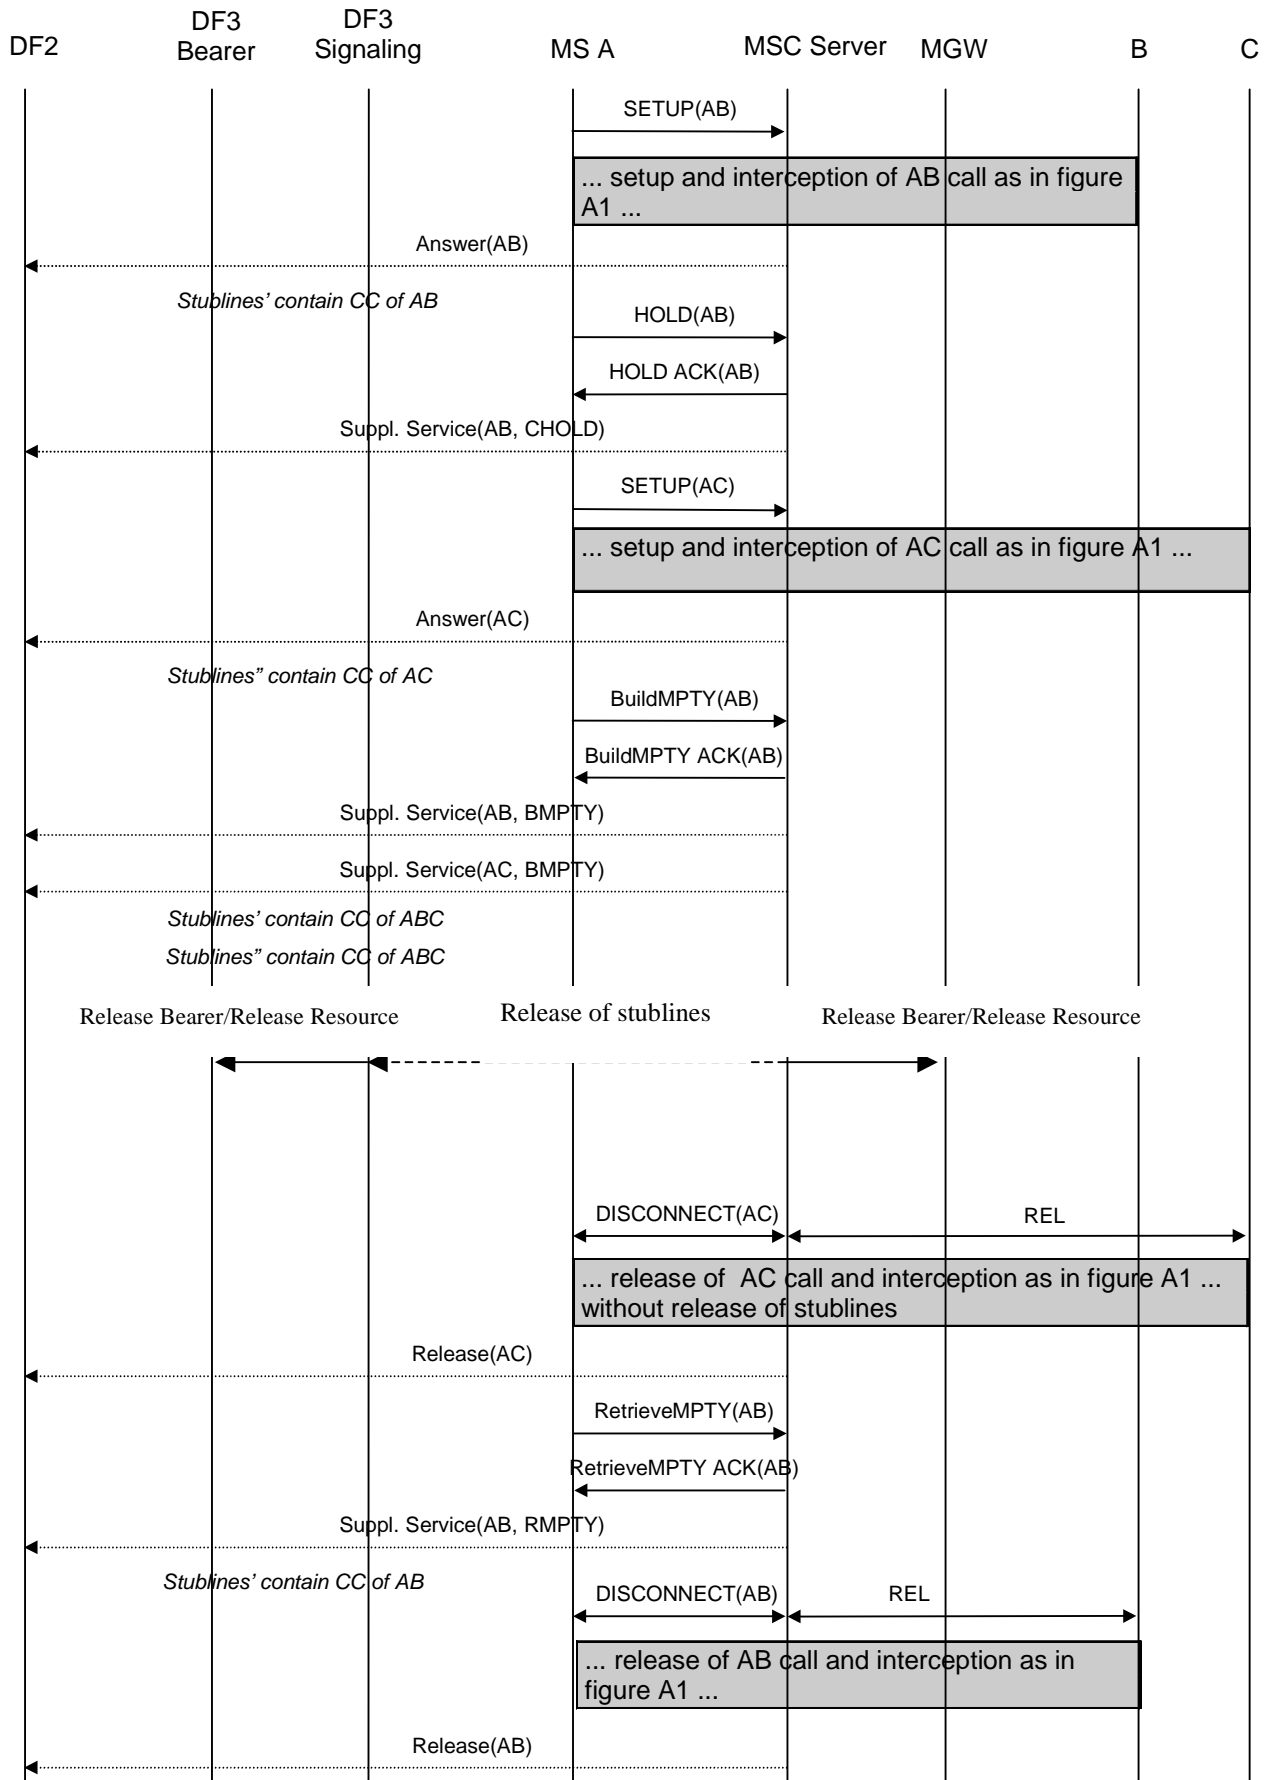 DF2
DF3
Bearer
DF3
Signaling
MS A
MSC Server
MGW
B
C
SETUP(AB)
... setup and interception of AB call as in figure
A1 ...
Answer(AB)
Stublines’ contain CC of AB
HOLD(AB)
HOLD ACK(AB)
Suppl. Service(AB, CHOLD)
SETUP(AC)
... setup and interception of AC call as in figure A1 ...
Answer(AC)
Stublines” contain CC of AC
BuildMPTY(AB)
BuildMPTY ACK(AB)
Suppl. Service(AB, BMPTY)
Suppl. Service(AC, BMPTY)
Stublines’ contain CC of ABC
Stublines” contain CC of ABC
Release Bearer/Release Resource
Release of stublines
Release Bearer/Release Resource
DISCONNECT(AC)
REL
... release of  AC call and interception as in figure A1 ...
without release of stublines
Release(AC)
RetrieveMPTY(AB)
RetrieveMPTY ACK(AB)
Suppl. Service(AB, RMPTY)
Stublines’ contain CC of AB
DISCONNECT(AB)
REL
... release of AB call and interception as in
figure A1 ...
Release(AB)